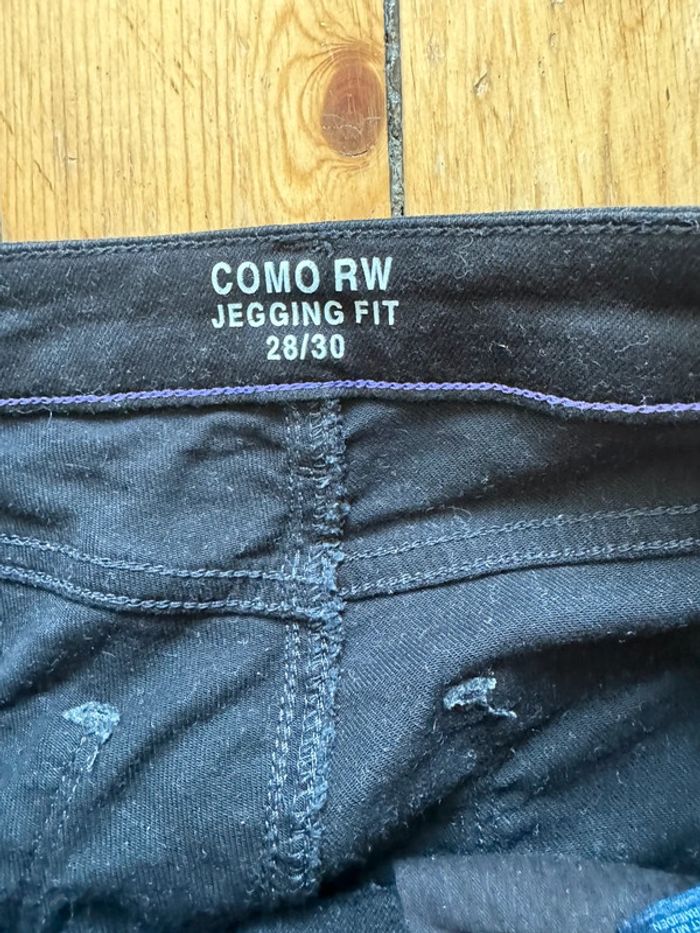 COMO RW
JEGGING FIT
28/30